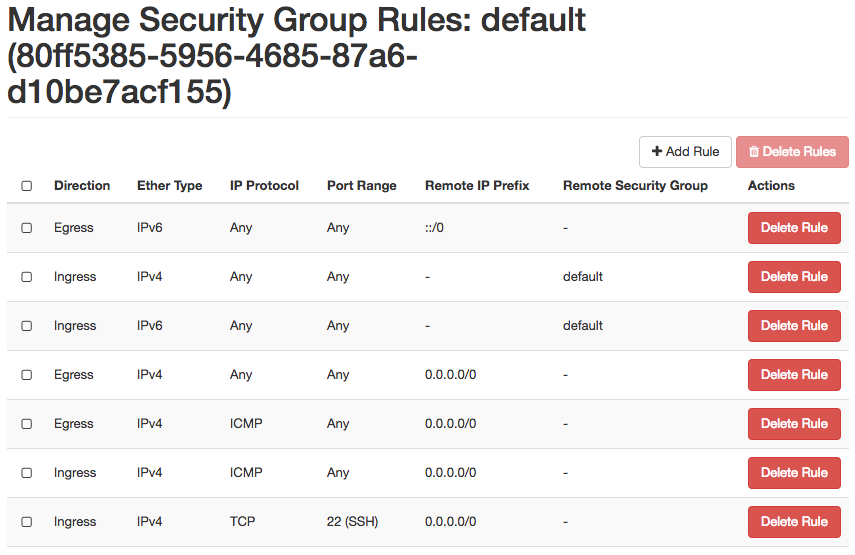 Manage Security Group Rules: default
(80ff5385-5956-4685-87a6-
d10be7acf155)
Add Rule Delete Rules
Direction Ether Type IP Protocol Port Range Remote IP Prefix Remote Security Group Actions
Egress IPv6 Any Any ::/0 - Delete Rule
Ingress IPv4 Any Any - default Delete Rule
Ingress IPv6 Any Any - default Delete Rule
Egress IPv4 Any Any 0.0.0.0/0 - Delete Rule
Egress IPv4 ICMP Any 0.0.0.0/0 - Delete Rule
Ingress IPv4 ICMP Any 0.0.0.0/0 - Delete Rule
Ingress IPv4 TCP 22 (SSH) 0.0.0.0/0 - Delete Rule